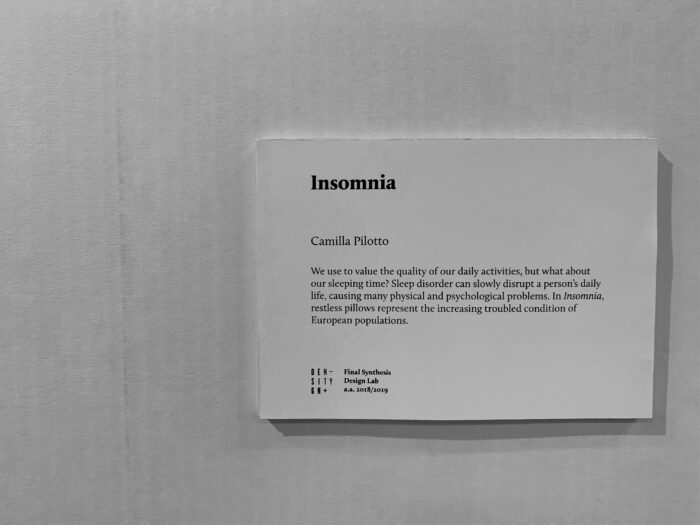 Insomnia
Camilla Pilotto
We use to value the quality of our daily activities, but what about
our sleeping time? Sleep disorder can slowly disrupt a person's daily
life, causing many physical and psychological problems. In Insomnia,
restless pillows represent the increasing troubled condition of
European populations.
DEN– Final Synthesis
SITY Design Lab
GN+ a.a. 2018/2019